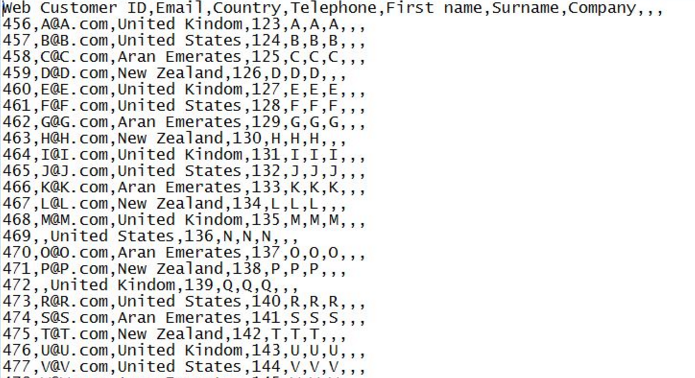 Web Customer ID,Email,Country,Telephone,First name,Surname,Company,,,
456,A@A.com,United Kindom,123,A,A,A,,,
457,B@B.com,United States,124,B,B,B,,,
458,C@C.com,Aran Emerates,125,C,C,C,,,
459,D@D.com,New Zealand,126,D,D,D,,,
460,E@E.com,United Kindom,127,E,E,E,,,
461,F@F.com,United States,128,F,F,F,,,
462,G@G.com,Aran Emerates,129,G,G,G,,,
463,H@H.com,New Zealand,130,H,H,H,,,
464,I@I.com,United Kindom,131,I,I,I,,,
465,J@J.com,United States,132,J,J,J,,,
466,K@K.com,Aran Emerates,133,K,K,K,,,
467,L@L.com,New Zealand,134,L,L,L,,,
468,M@M.com,United Kindom,135,M,M,M,,,
469,,United States,136,N,N,N,,,
470,O@O.com,Aran Emerates,137,O,O,O,,,
471,P@P.com,New Zealand,138,P,P,P,,,
472,,United Kindom,139,Q,Q,Q,,,
473,R@R.com,United States,140,R,R,R,,,
474,S@S.com,Aran Emerates,141,S,S,S,,,
475,T@T.com,New Zealand,142,T,T,T,,,
476,U@U.com,United Kindom,143,U,U,U,,,
477,V@V.com,United States,144,V,V,V,,,